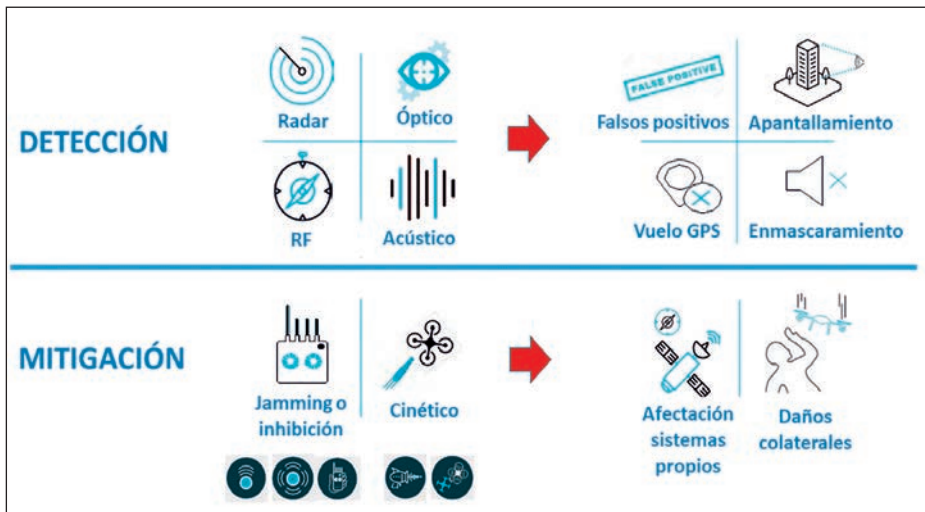 DETECCIÓN
Radar
Óptico
RF
Acústico
FALSE POSITIVE
Falsos positivos
Apantallamiento
Vuelo GPS
Enmascaramiento
MITIGACIÓN
Jamming o
inhibición
Cinético
Afectación
sistemas
propios
Daños
colaterales